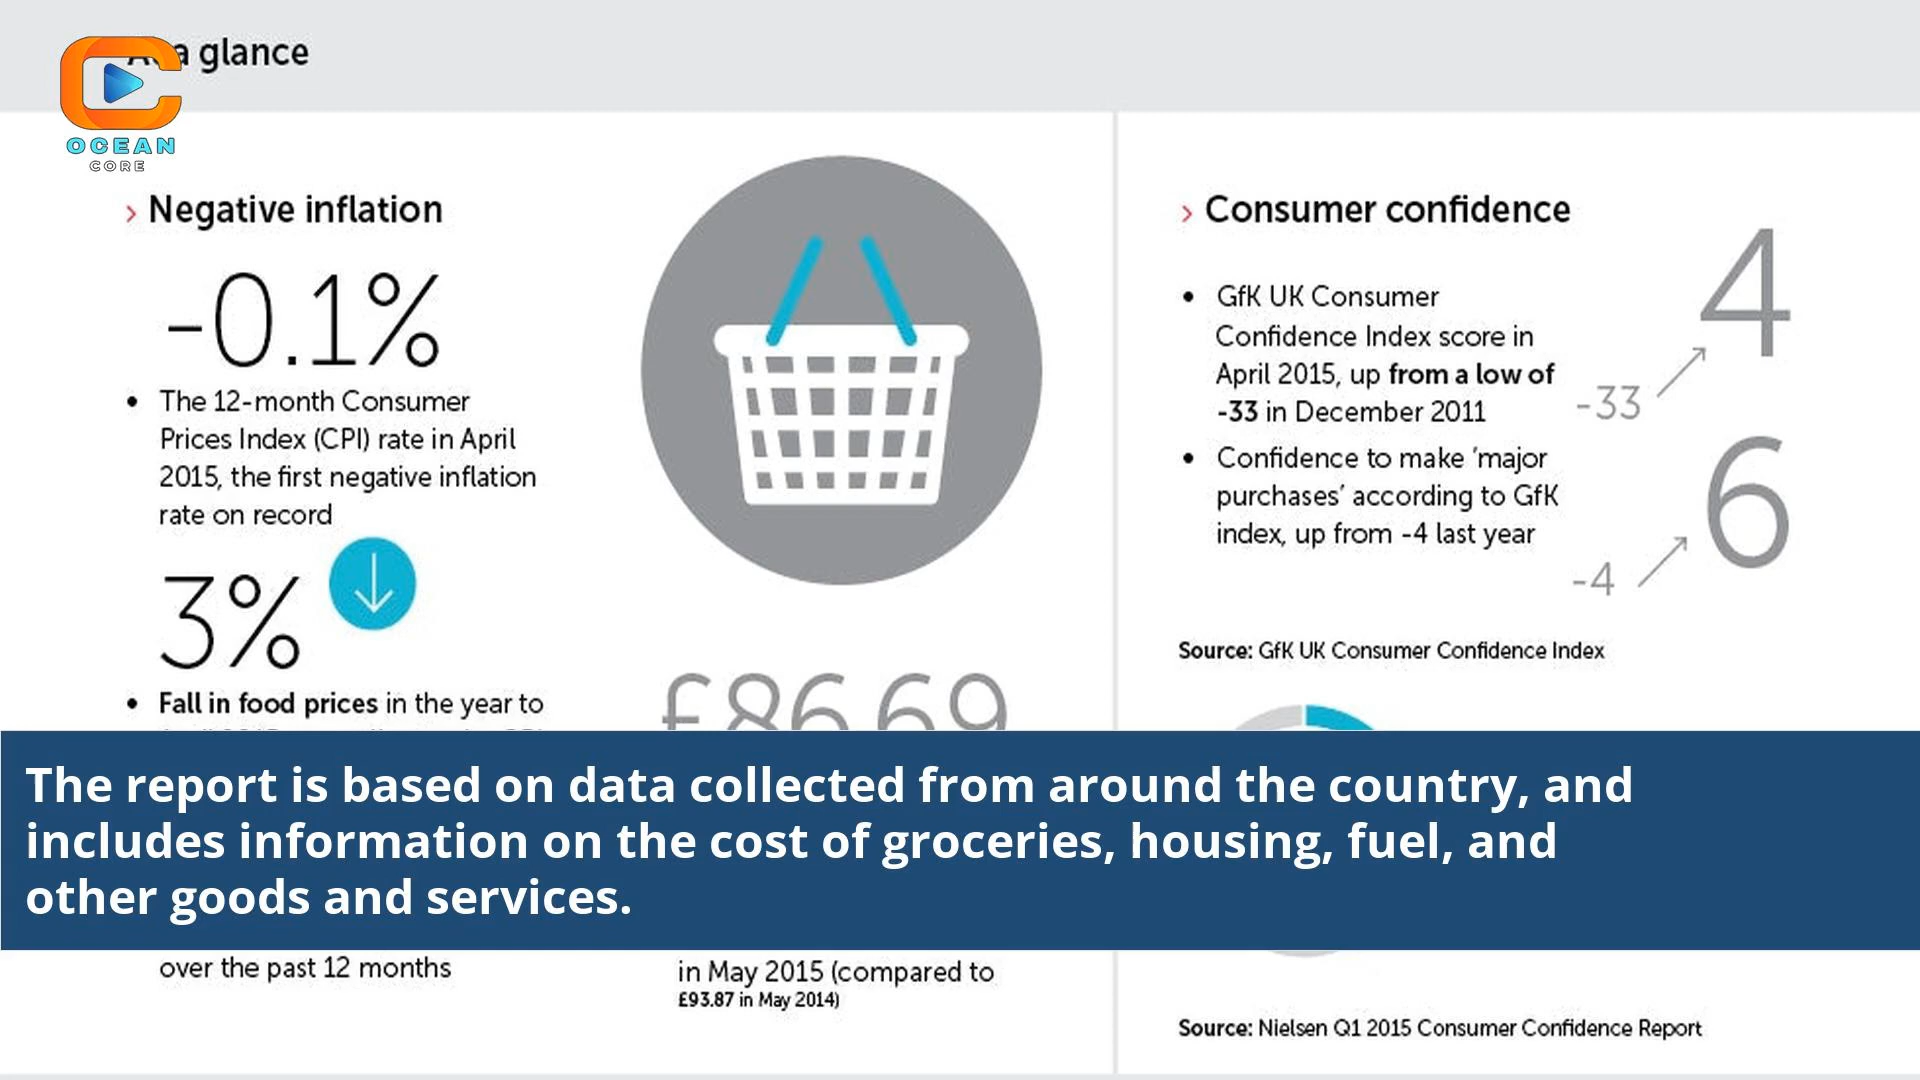 a glance
OCEAN
CORE
› Negative inflation
-0.1%
• The 12-month Consumer
Prices Index (CPI) rate in April
2015, the first negative inflation
rate on record
3%
• Fall in food prices in the year to
£86.69
› Consumer confidence
• GfK UK Consumer
Confidence Index score in
April 2015, up from a low of
-33 in December 2011
4
-33
• Confidence to make ‘major
purchases’ according to GfK
index, up from -4 last year
6
-4
Source: GfK UK Consumer Confidence Index
The report is based on data collected from around the country, and
includes information on the cost of groceries, housing, fuel, and
other goods and services.
over the past 12 months
in May 2015 (compared to
£93.87 in May 2014)
Source: Nielsen Q1 2015 Consumer Confidence Report